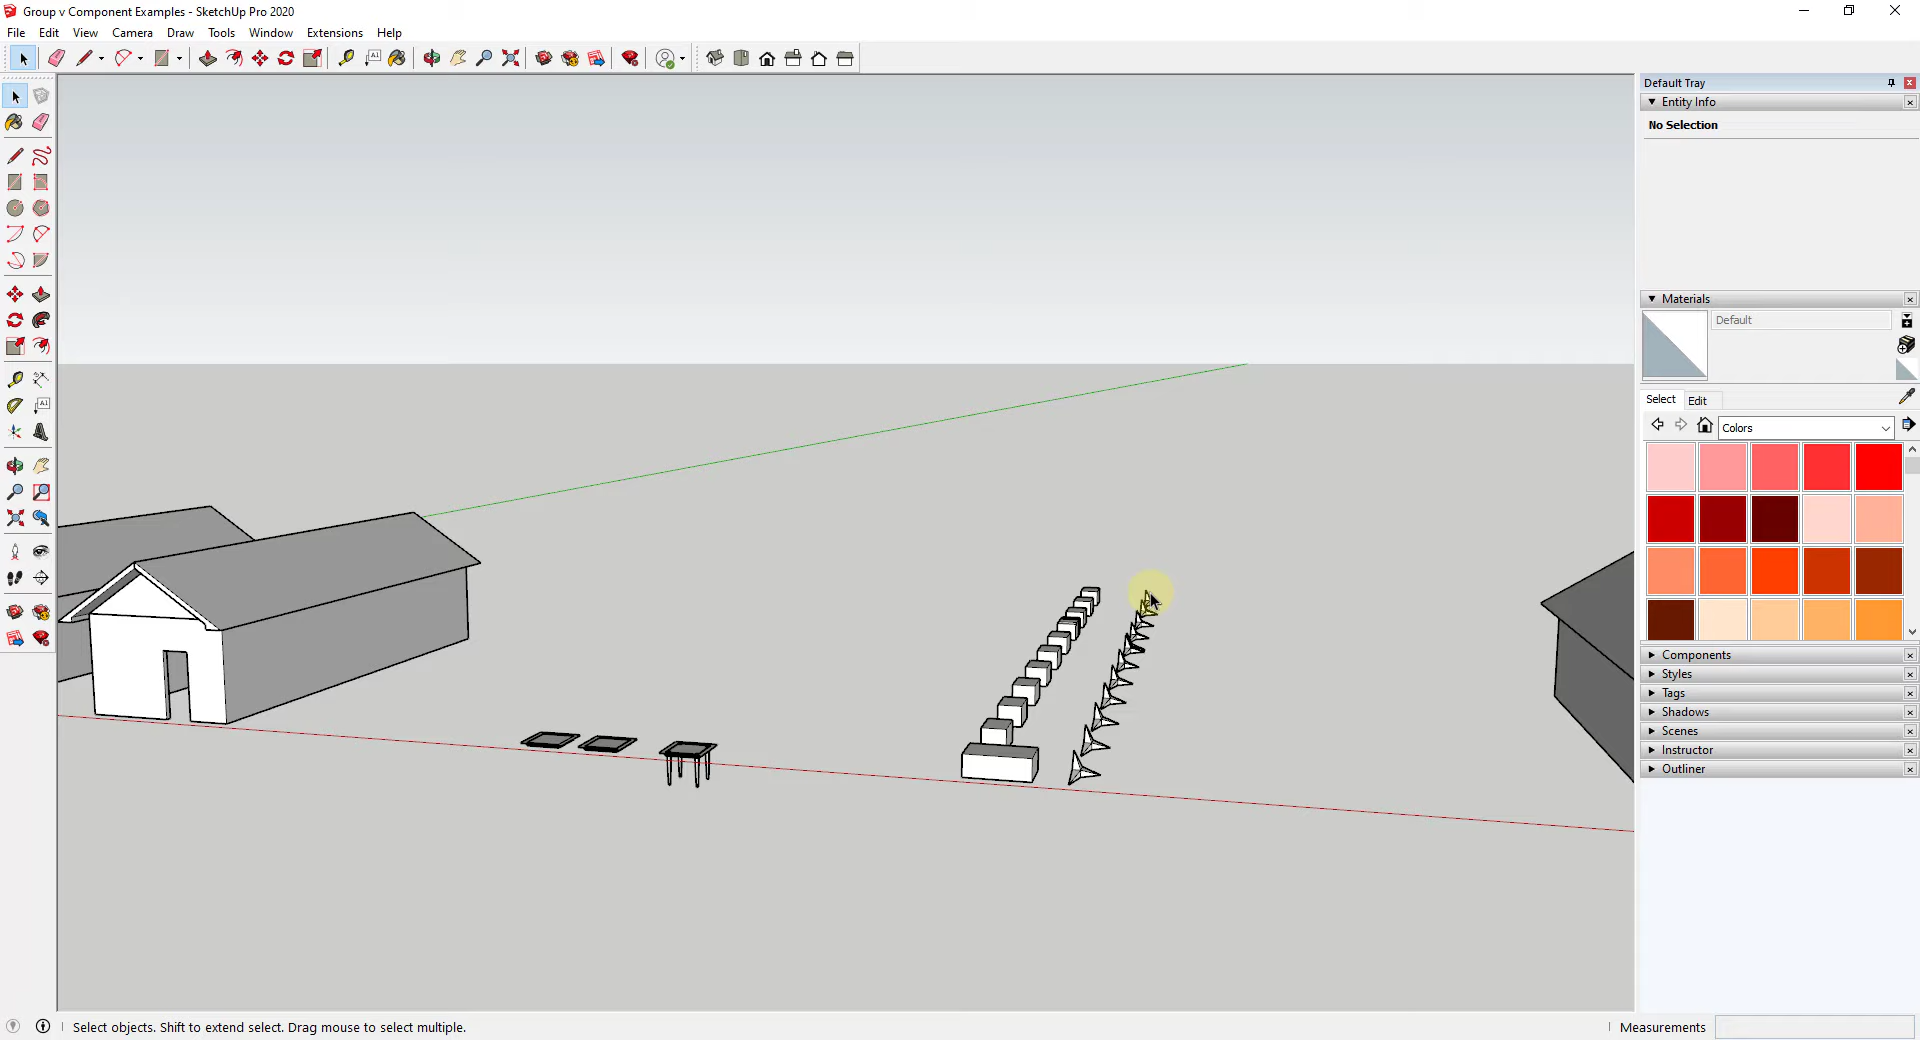 Group v Component Examples - SketchUp Pro 2020
File Edit View Camera Draw Tools Window Extensions Help
Default Tray
Entity Info
No Selection
Materials
Default
Select Edit
Colors
Components
Styles
Tags
Shadows
Scenes
Instructor
Outliner
Select objects. Shift to extend select. Drag mouse to select multiple.
Measurements